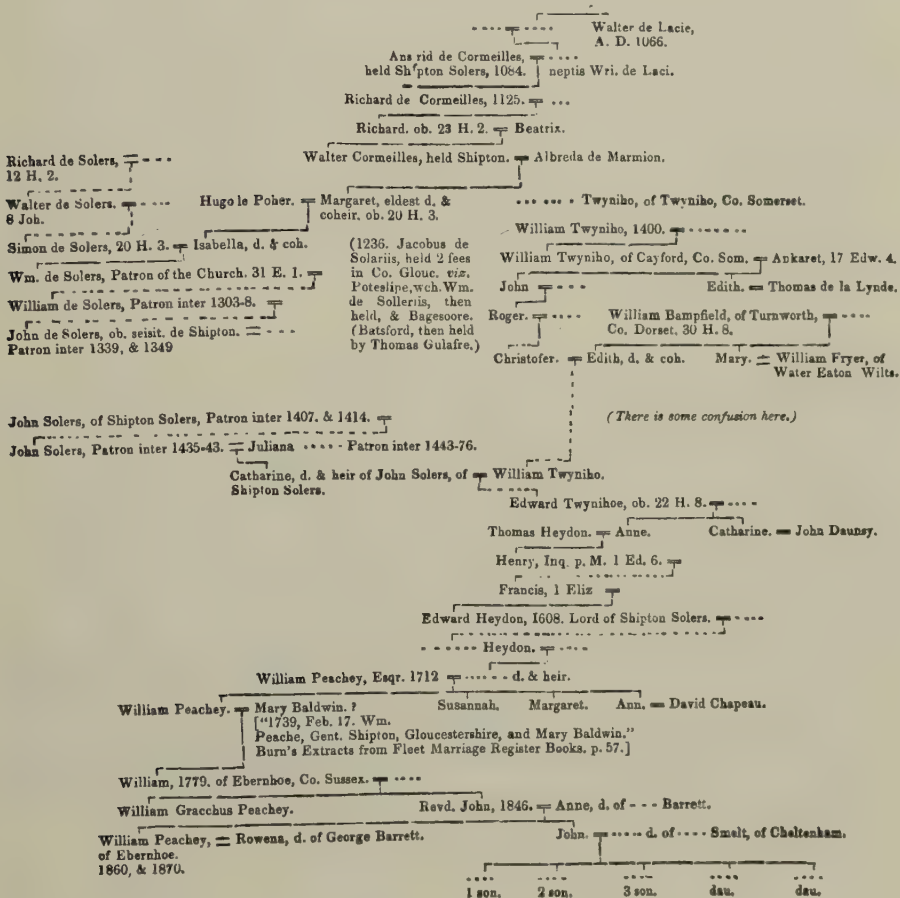 Walter de Lacie,
A. D. 1066.
Ansfrid de Cormeilles,
held Shipton Solers, 1084. neptis Wri. de Laci.
Richard de Cormeilles, 1125. ...
Richard. ob. 23 H. 2. Beatrix.
Walter Cormeilles, held Shipton. Albreda de Marmion.
Richard de Solers,
12 H. 2.
Walter de Solers.
8 Joh.
Hugo le Poher. Margaret, eldest d. &
coheir. ob. 20 H. 3.
Simon de Solers, 20 H. 3. Isabella, d. & coh.
Wm. de Solers, Patron of the Church. 31 E. 1.
William de Solers, Patron inter 1303-8.
John de Solers, ob. seisit. de Shipton.
Patron inter 1339, & 1349
(1236. Jacobus de
Solariis, held 2 fees
in Co. Glouc. viz.
Poteslipe, wch. Wm.
de Solleriis, then
held, & Bagesoore.
(Batsford, then held
by Thomas Gulafre.)
Twyniho, of Twyniho, Co. Somerset.
William Twyniho, 1400.
William Twyniho, of Cayford, Co. Som. Ankaret, 17 Edw. 4.
John Edith. Thomas de la Lynde.
Roger. William Bampfield, of Turnworth,
Co. Dorset. 30 H. 8.
Christofer. Edith, d. & coh. Mary. William Fryer, of
Water Eaton Wilts.
(There is some confusion here.)
John Solers, of Shipton Solers, Patron inter 1407. & 1414.
John Solers, Patron inter 1435-43. Juliana ..... Patron inter 1443-76.
Catharine, d. & heir of John Solers, of William Twyniho.
Shipton Solers.
Edward Twynihoe, ob. 22 H. 8.
Thomas Heydon. Anne. Catharine. John Daunsy.
Henry, Inq. p. M. 1 Ed. 6.
Francis, 1 Eliz
Edward Heydon, 1608. Lord of Shipton Solers.
Heydon.
William Peachey, Esqr. 1712 d. & heir.
William Peachey. Mary Baldwin. ? Susannah. Margaret. Ann. David Chapeau.
["1739, Feb. 17. Wm.
Peache, Gent. Shipton, Gloucestershire, and Mary Baldwin."
Burn's Extracts from Fleet Marriage Register Books. p. 57.]
William, 1779. of Ebernhoe, Co. Sussex.
William Gracchus Peachey. Revd. John, 1846. Anne, d. of - - - Barrett.
William Peachey, Rowena, d. of George Barrett. John. d. of .... Smelt, of Cheltenham.
of Ebernhoe.
1860, & 1870.
1 son. 2 son. 3 son. dau. dau.